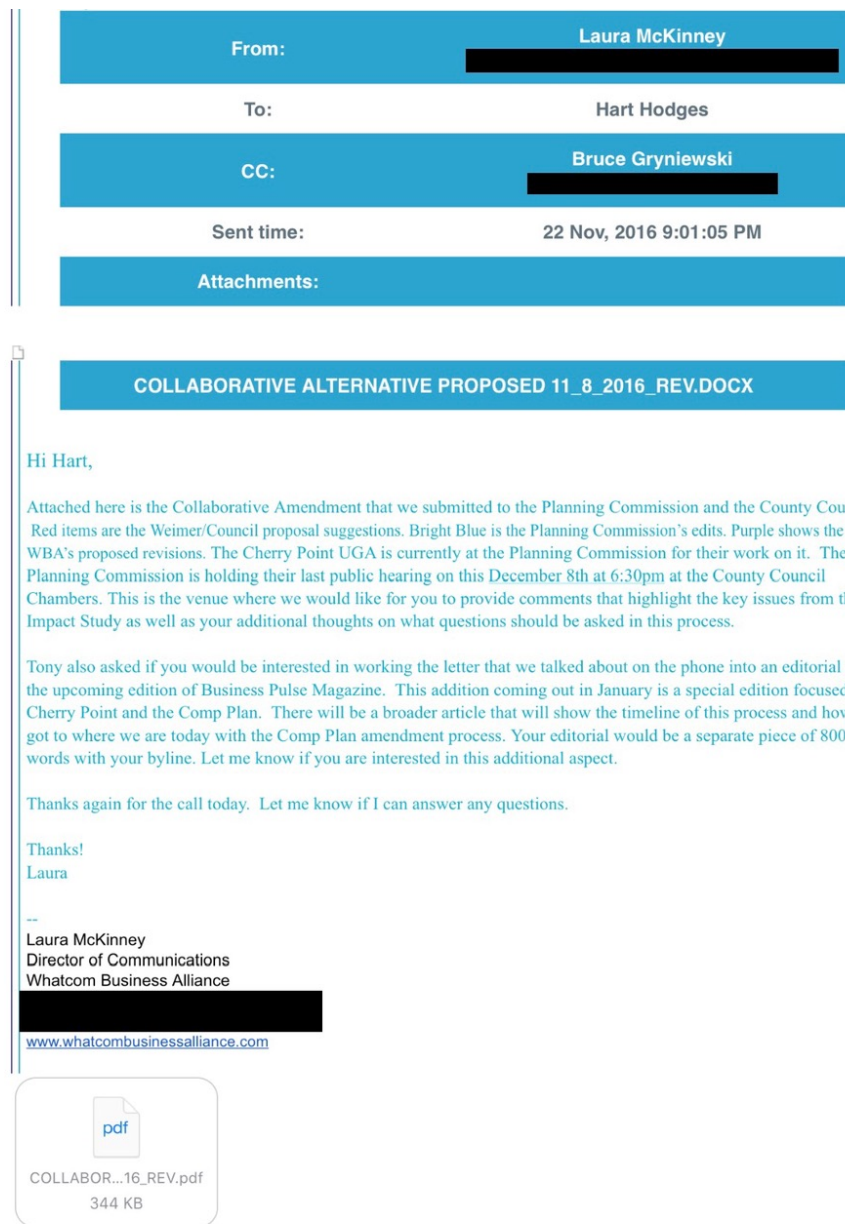 From:
Laura McKinney
To:
Hart Hodges
CC:
Bruce Gryniewski
Sent time:
22 Nov, 2016 9:01:05 PM
Attachments:
COLLABORATIVE ALTERNATIVE PROPOSED 11_8_2016_REV.DOCX
Hi Hart,
Attached here is the Collaborative Amendment that we submitted to the Planning Commission and the County Cou
Red items are the Weimer/Council proposal suggestions. Bright Blue is the Planning Commission's edits. Purple shows the
WBA's proposed revisions. The Cherry Point UGA is currently at the Planning Commission for their work on it. The
Planning Commission is holding their last public hearing on this December 8th at 6:30pm at the County Council
Chambers. This is the venue where we would like for you to provide comments that highlight the key issues from th
Impact Study as well as your additional thoughts on what questions should be asked in this process.
Tony also asked if you would be interested in working the letter that we talked about on the phone into an editorial
the upcoming edition of Business Pulse Magazine. This addition coming out in January is a special edition focused
Cherry Point and the Comp Plan. There will be a broader article that will show the timeline of this process and how
got to where we are today with the Comp Plan amendment process. Your editorial would be a separate piece of 800
words with your byline. Let me know if you are interested in this additional aspect.
Thanks again for the call today. Let me know if I can answer any questions.
Thanks!
Laura
--
Laura McKinney
Director of Communications
Whatcom Business Alliance
www.whatcombusinessalliance.com
pdf
COLLABOR...16_REV.pdf
344 KB